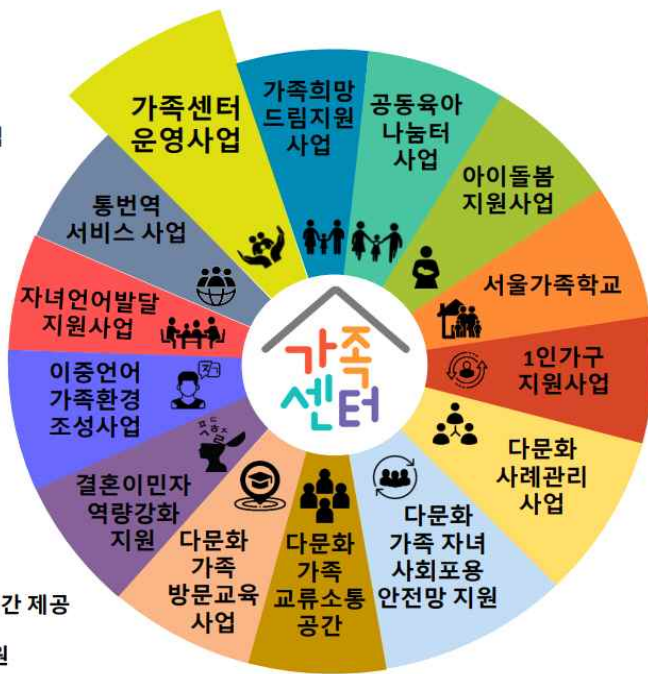 가족센터
운영사업
가족희망
드림지원
사업
공동육아
나눔터
사업
아이돌봄
지원사업
서울가족학교
1인가구
지원사업
다문화
사례관리
사업
다문화
가족 자녀
사회포용
안전망 지원
다문화
가족
교류소통
공간
다문화
가족
방문교육
사업
결혼이민자
역량강화
지원
이중언어
가족환경
조성사업
자녀언어발달
지원사업
통번역
서비스 사업
가족
센터
간 제공